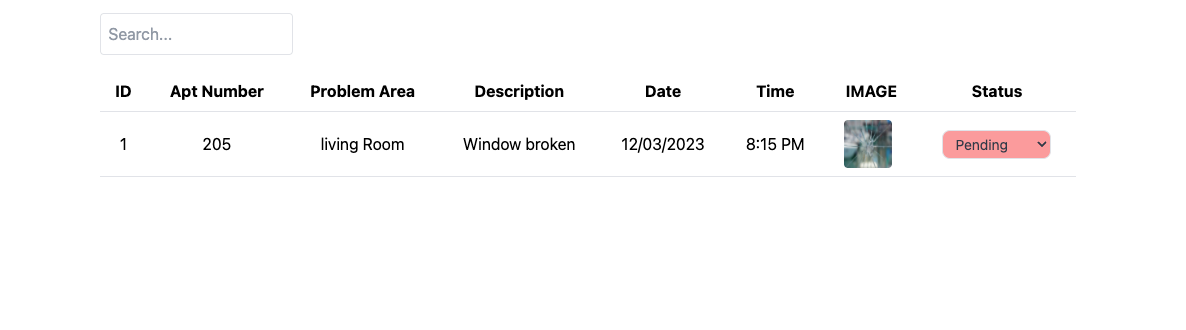 Search...
ID Apt Number Problem Area Description Date Time IMAGE Status
1 205 living Room Window broken 12/03/2023 8:15 PM Pending